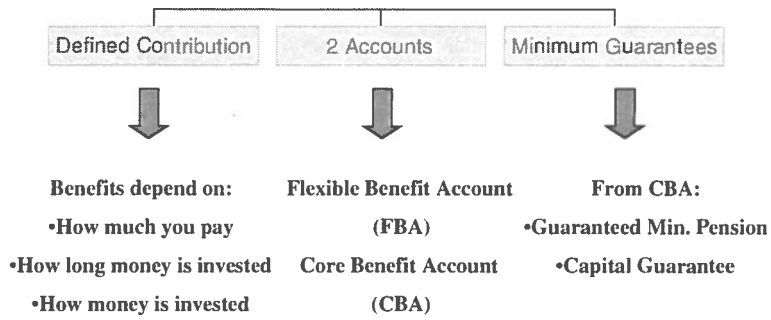 Defined Contribution
2 Accounts
Minimum Guarantees
Benefits depend on:
•How much you pay
•How long money is invested
•How money is invested
Flexible Benefit Account
(FBA)
Core Benefit Account
(CBA)
From CBA:
•Guaranteed Min. Pension
•Capital Guarantee